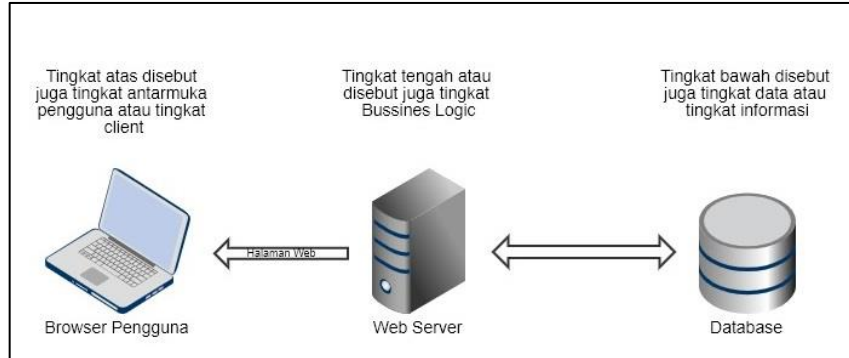 Tingkat atas disebut
juga tingkat antarmuka
pengguna atau tingkat
client
Tingkat tengah atau
disebut juga tingkat
Bussines Logic
Tingkat bawah disebut
juga tingkat data atau
tingkat informasi
Halaman Web
Browser Pengguna
Web Server
Database